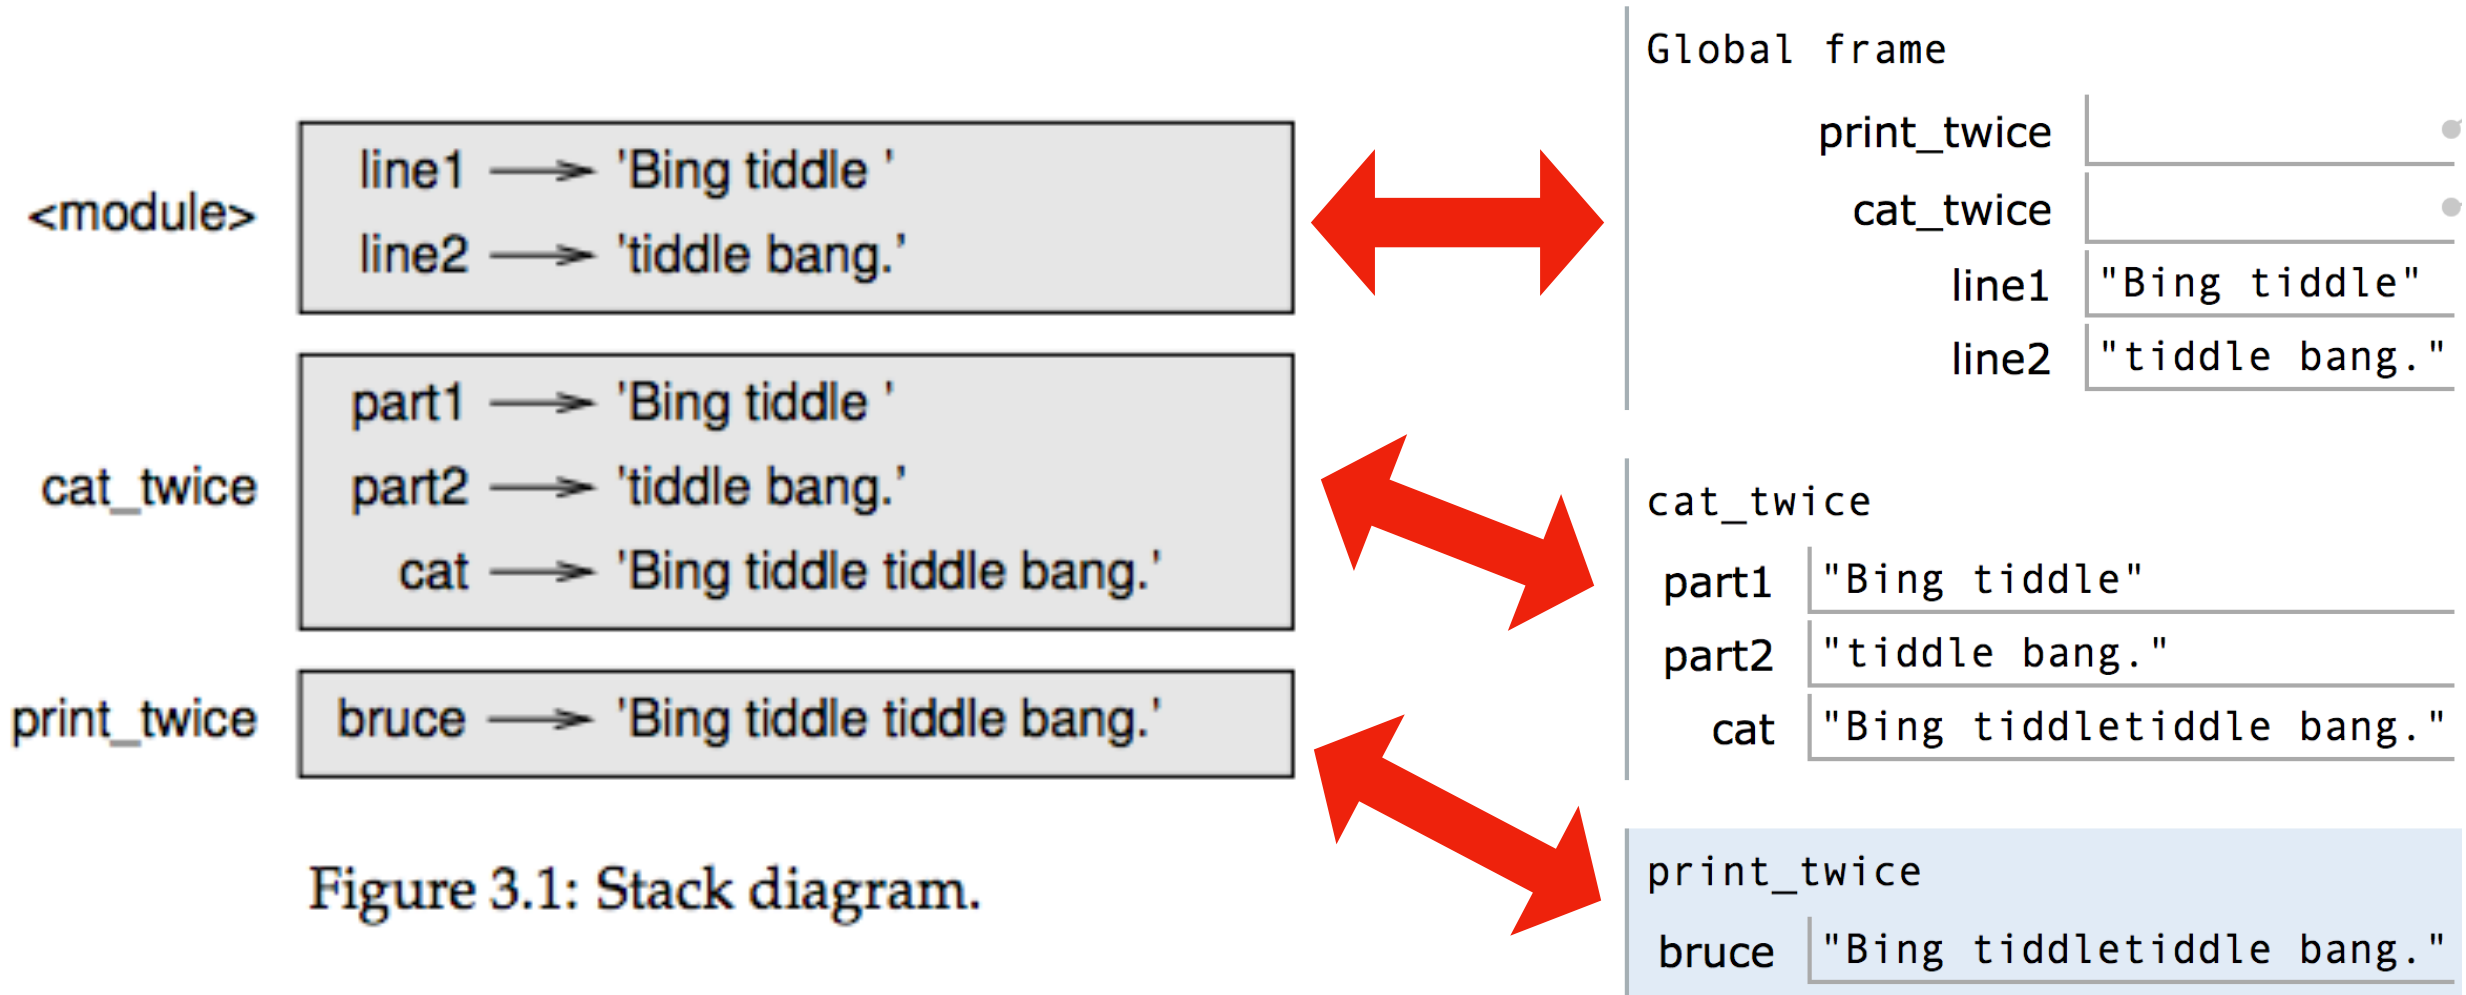 <module>
line1 'Bing tiddle '
line2 'tiddle bang.'
cat_twice
part1 'Bing tiddle '
part2 'tiddle bang.'
cat 'Bing tiddle tiddle bang.'
print_twice
bruce 'Bing tiddle tiddle bang.'
Figure 3.1: Stack diagram.
Global frame
print_twice
cat_twice
line1 "Bing tiddle"
line2 "tiddle bang."
cat_twice
part1 "Bing tiddle"
part2 "tiddle bang."
cat "Bing tiddletiddle bang."
print_twice
bruce "Bing tiddletiddle bang."